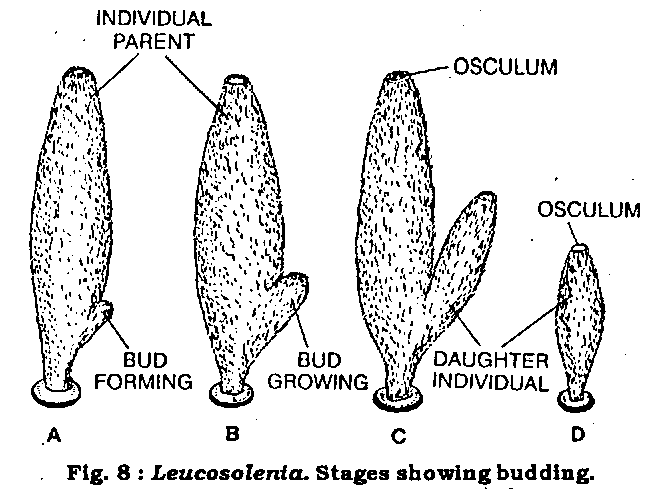 INDIVIDUAL
PARENT
OSCULUM
OSCULUM
BUD
FORMING
BUD
GROWING
DAUGHTER
INDIVIDUAL
A
B
C
D
Fig. 8 : Leucosolenia. Stages showing budding.